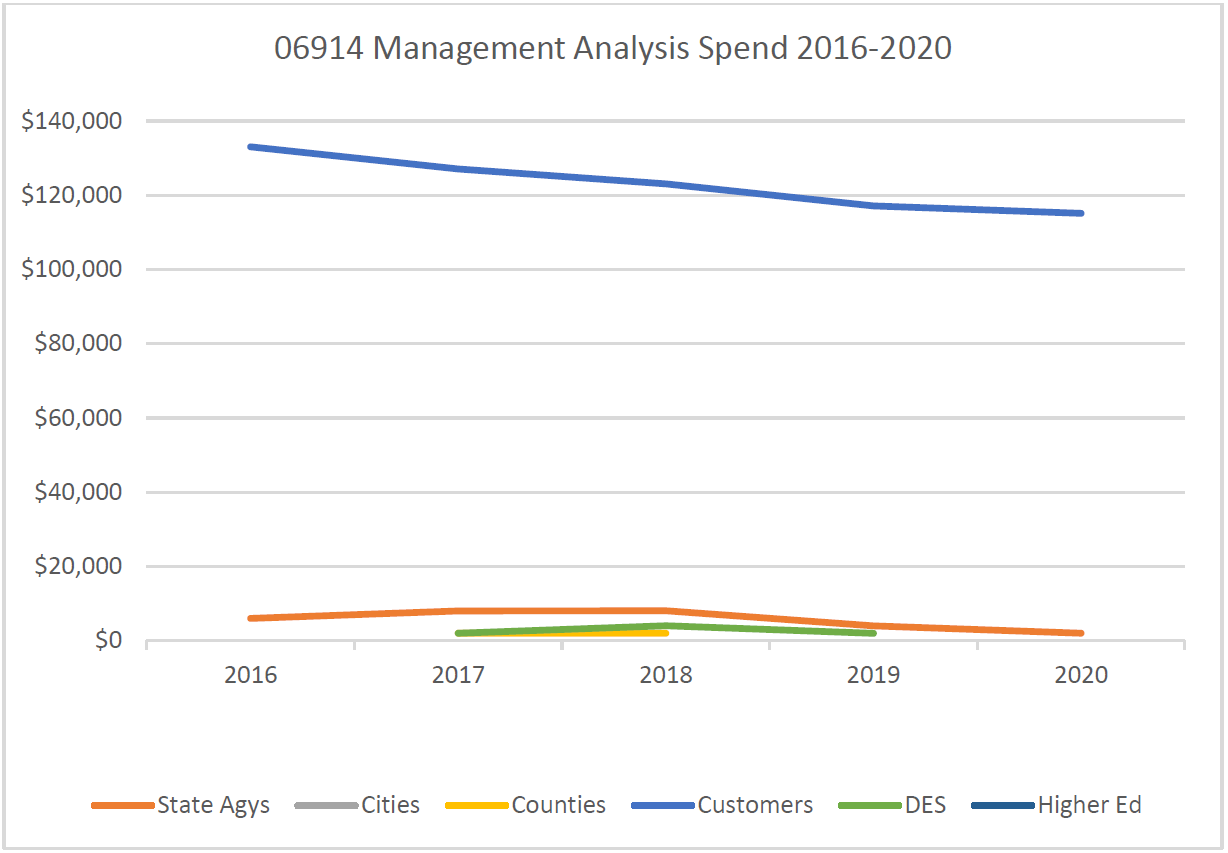 06914 Management Analysis Spend 2016-2020
$140,000
$120,000
$100,000
$80,000
$60,000
$40,000
$20,000
$0
2016 2017 2018 2019 2020
State Agys Cities Counties Customers DES Higher Ed